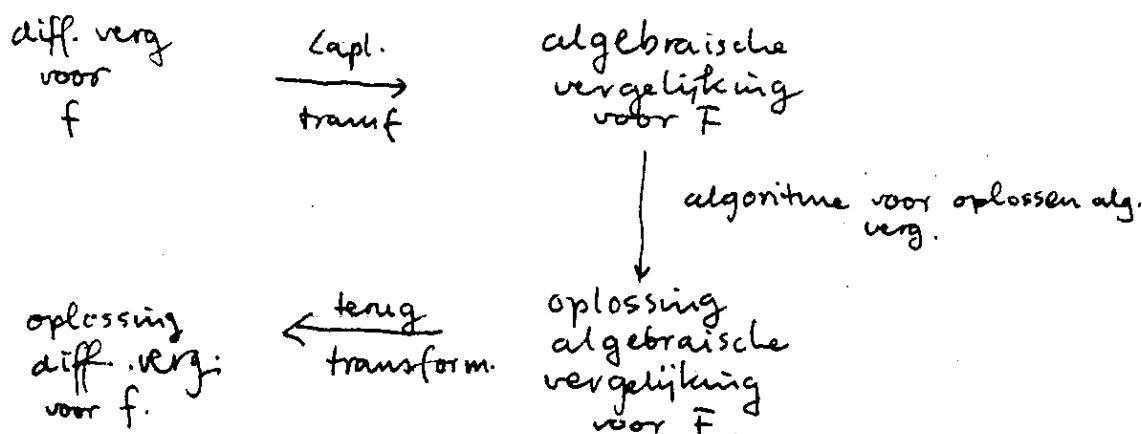 diff. verg
voor
f
Lapl.
transf
algebraische
vergelijking
voor F
algoritme voor oplossen alg.
verg.
oplossing
algebraische
vergelijking
voor F
terug
transform.
oplossing
diff. verg.
voor f.